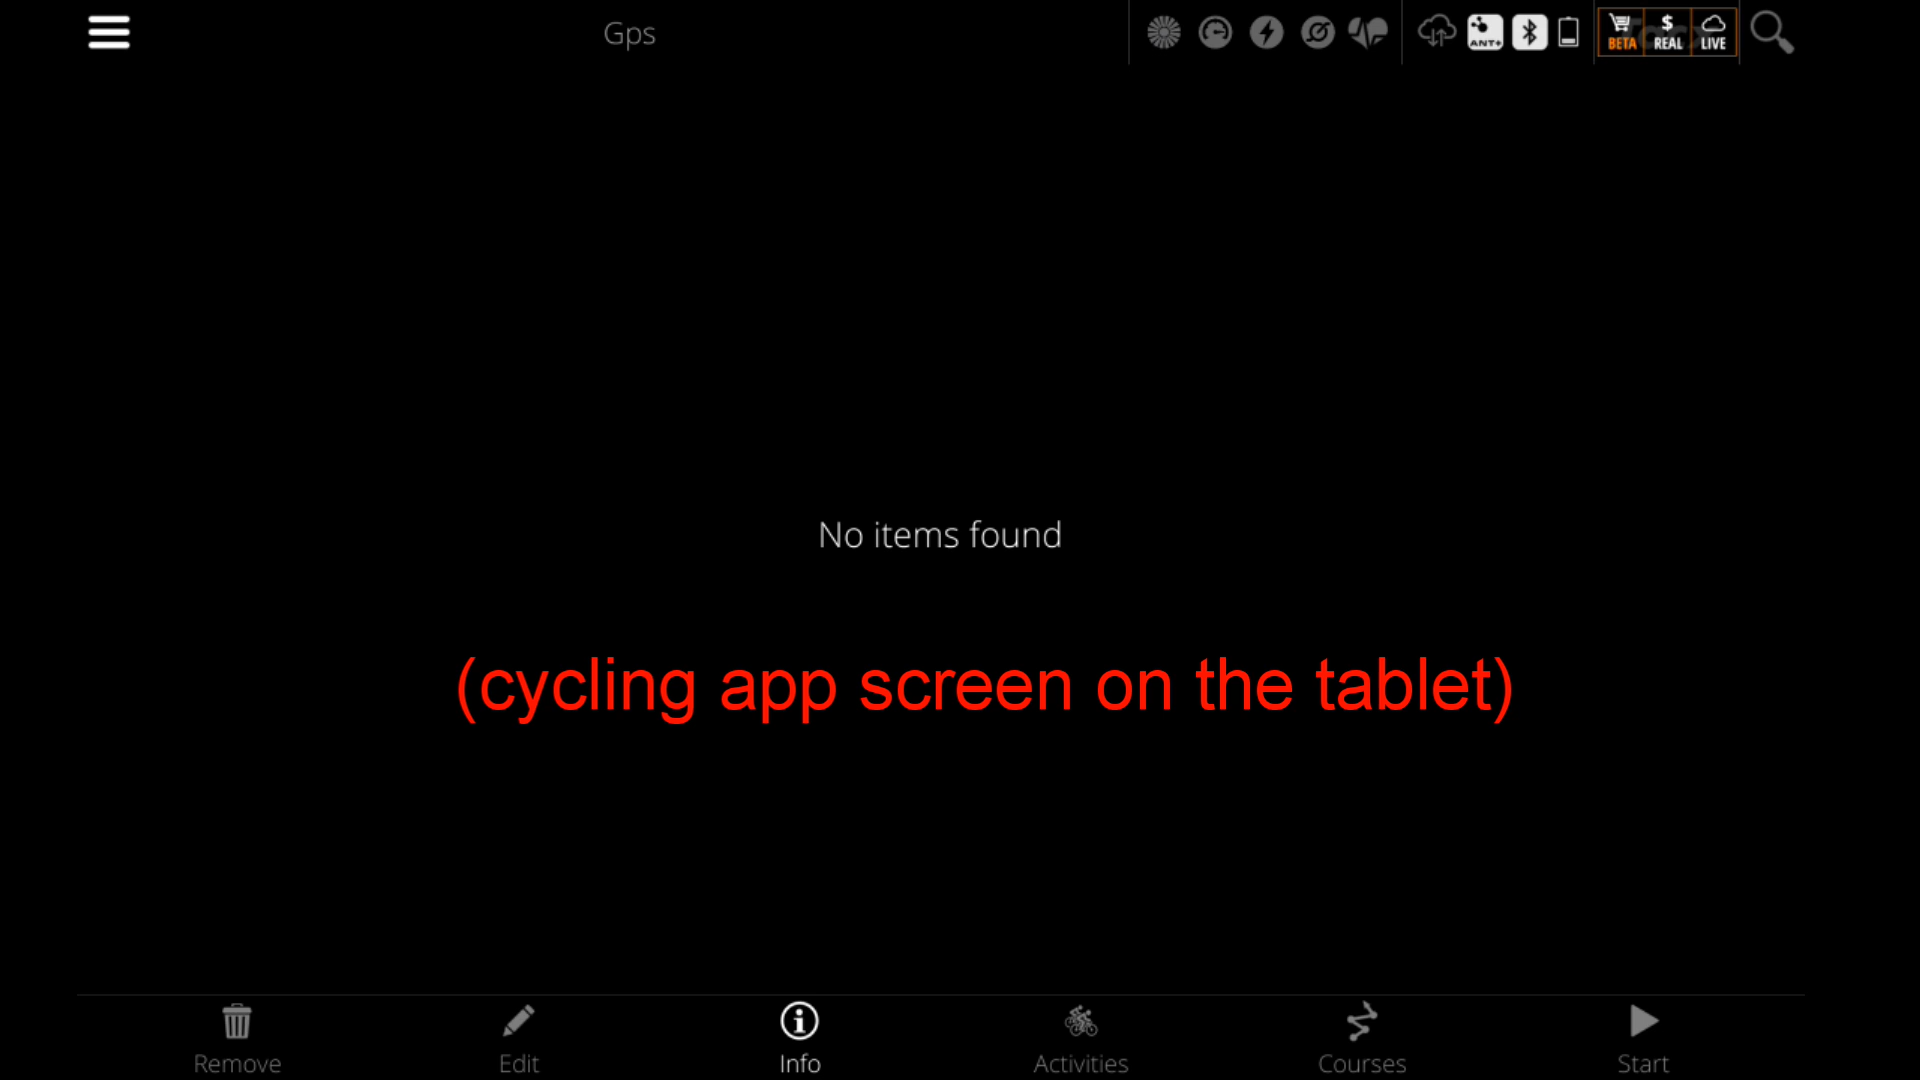 Gps
ANT+
BETA REAL LIVE
No items found
(cycling app screen on the tablet)
Remove Edit Info Activities Courses Start